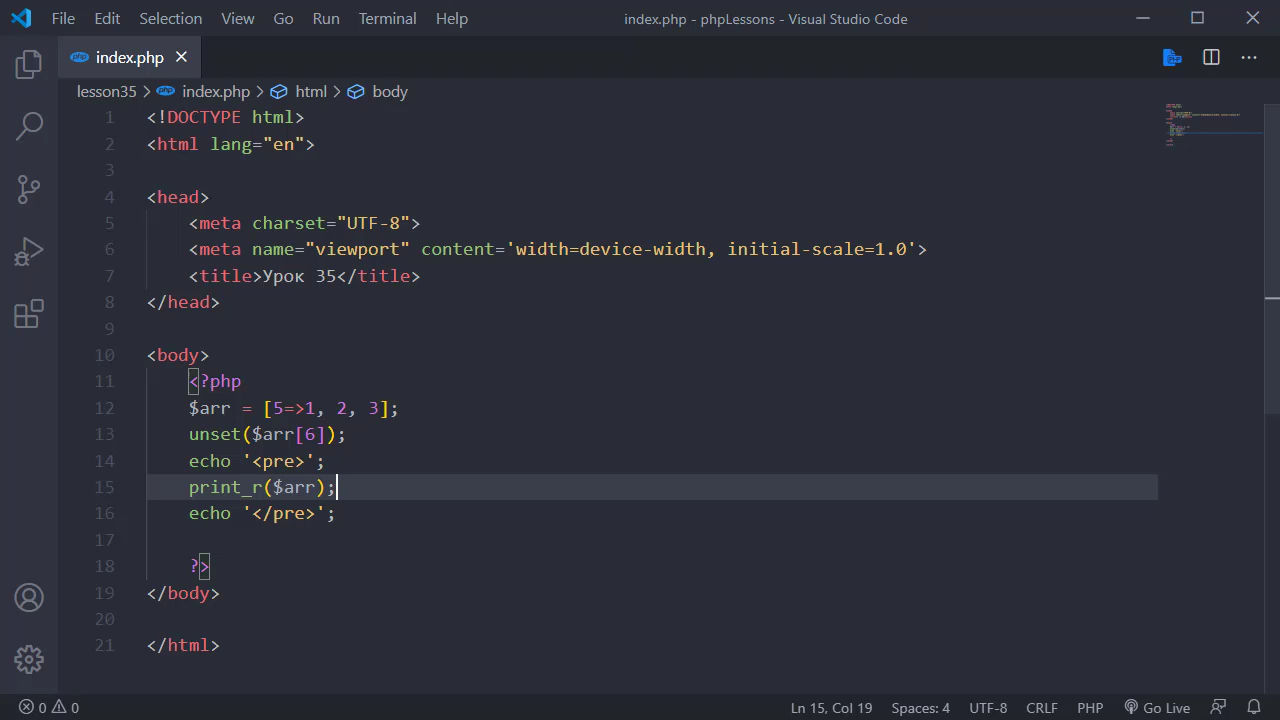 File Edit Selection View Go Run Terminal Help index.php - phpLessons - Visual Studio Code
php index.php
lesson35 > php index.php > html > body
1 <!DOCTYPE html>
2 <html lang="en">
3
4 <head>
5 <meta charset="UTF-8">
6 <meta name="viewport" content='width=device-width, initial-scale=1.0'>
7 <title>Урок 35</title>
8 </head>
9
10 <body>
11 <?php
12 $arr = [5=>1, 2, 3];
13 unset($arr[6]);
14 echo '<pre>';
15 print_r($arr);
16 echo '</pre>';
17
18 ?>
19 </body>
20
21 </html>
0 0 Ln 15, Col 19 Spaces: 4 UTF-8 CRLF PHP Go Live